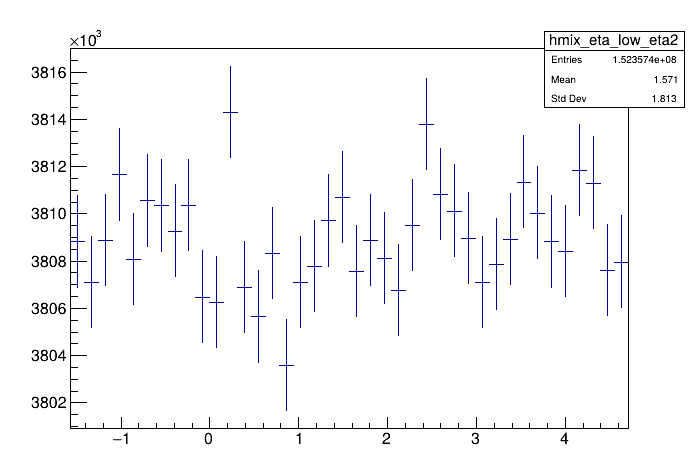 ×10³
hmix_eta_low_eta2
Entries 1.523574e+08
Mean 1.571
Std Dev 1.813
3816
3814
3812
3810
3808
3806
3804
3802
−1 0 1 2 3 4